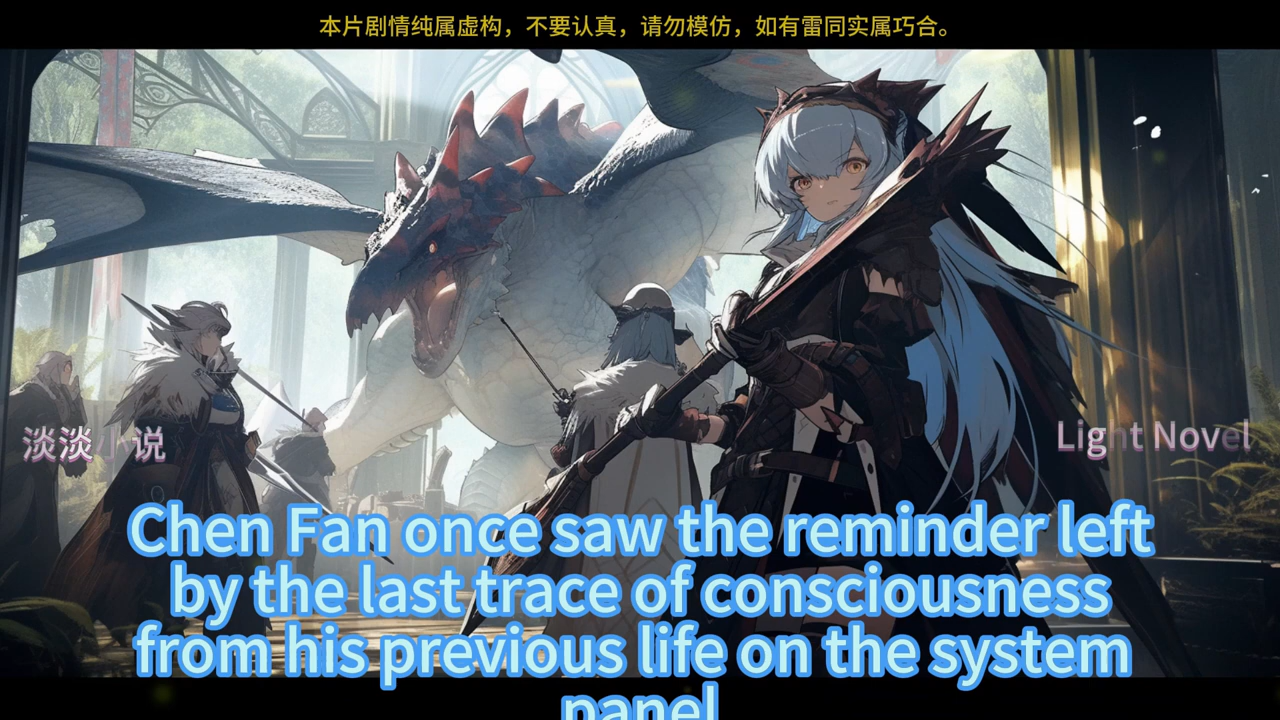 本片剧情纯属虚构，不要认真，请勿模仿，如有雷同实属巧合。
淡淡小说
Light Novel
Chen Fan once saw the reminder left
by the last trace of consciousness
from his previous life on the system
panel